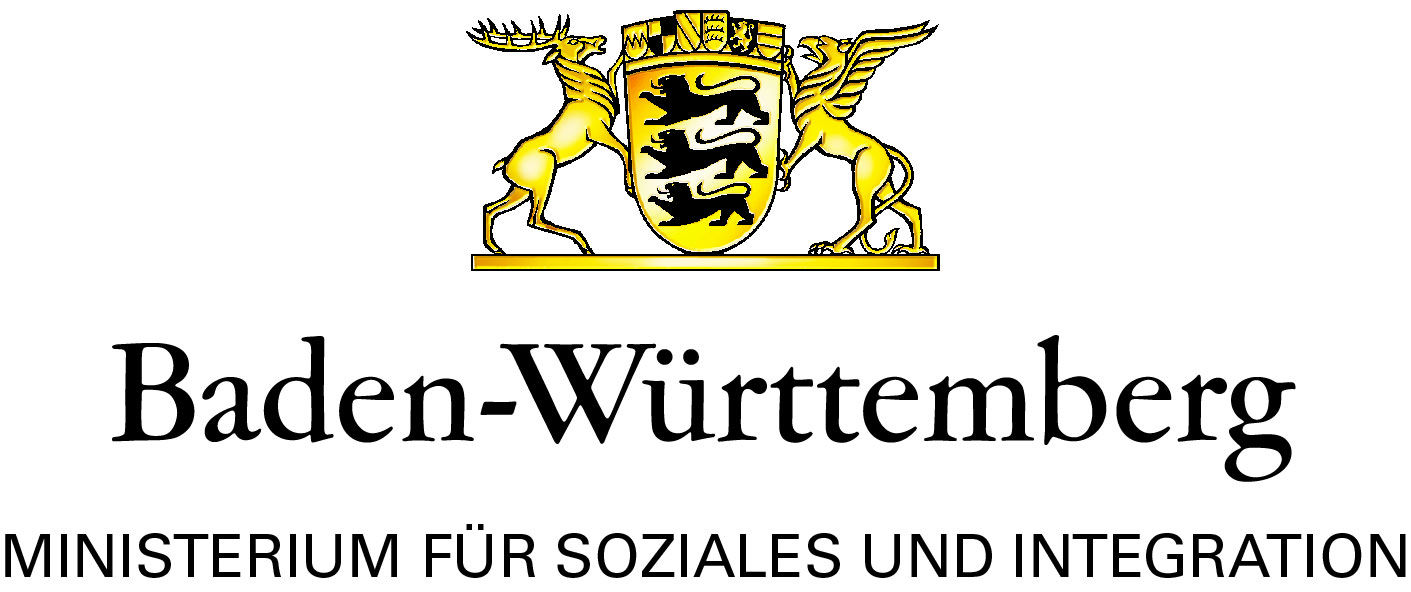 Baden-Württemberg
MINISTERIUM FÜR SOZIALES UND INTEGRATION